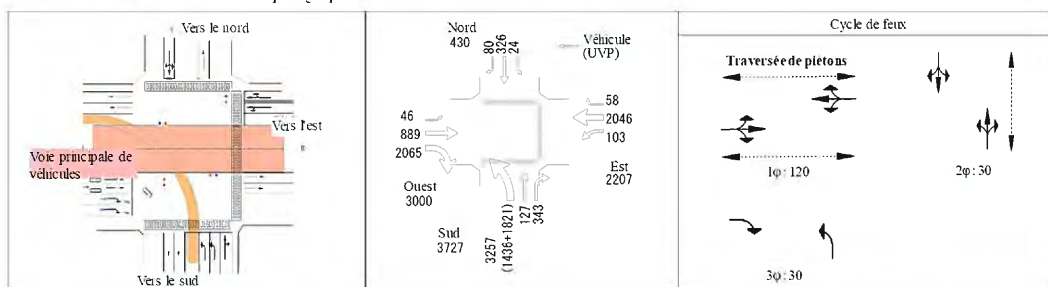 Vers le nord
Vers l'est
Voie principale de
véhicules
Vers le sud
Nord
430
80
326
24
Véhicule
(UVP)
46
889
2065
58
2046
103
Ouest
3000
Est
2207
Sud
3727
3257
(1436+1821)
127
343
Cycle de feux
Traversée de piétons
1φ: 120
2φ: 30
3φ: 30